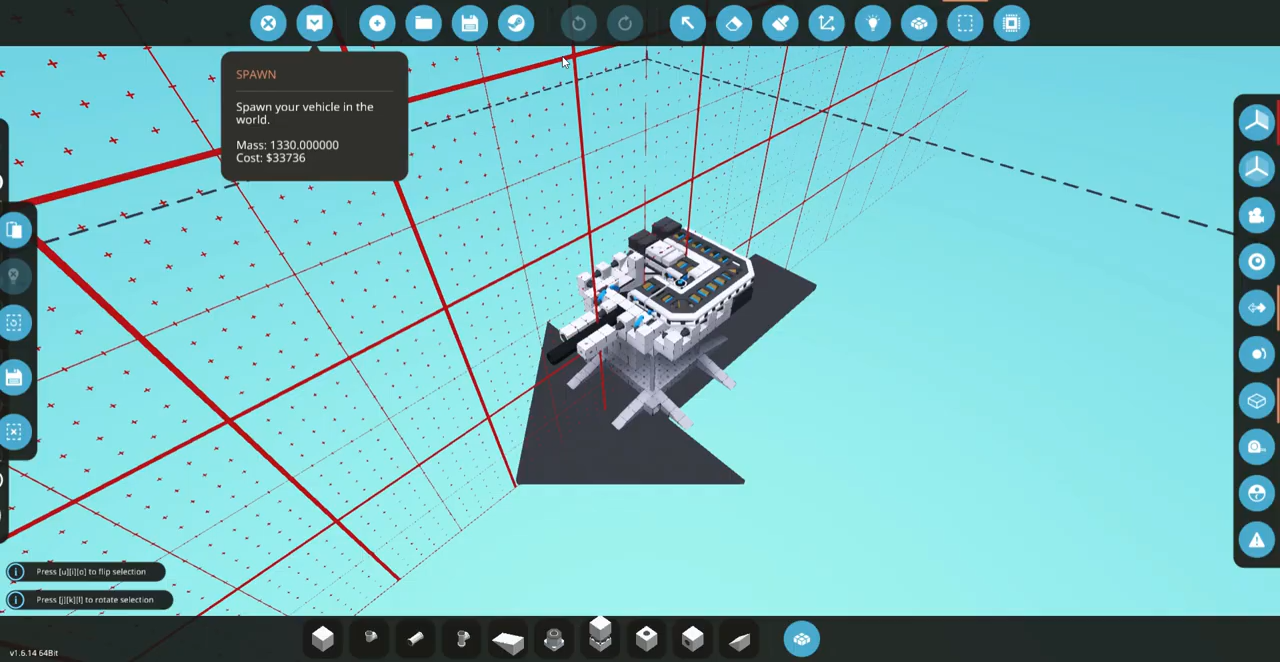 SPAWN
Spawn your vehicle in the
world.
Mass: 1330.000000
Cost: $33736
Press [u][i][o] to flip selection
Press [j][k][l] to rotate selection
v1.6.14 64Bit